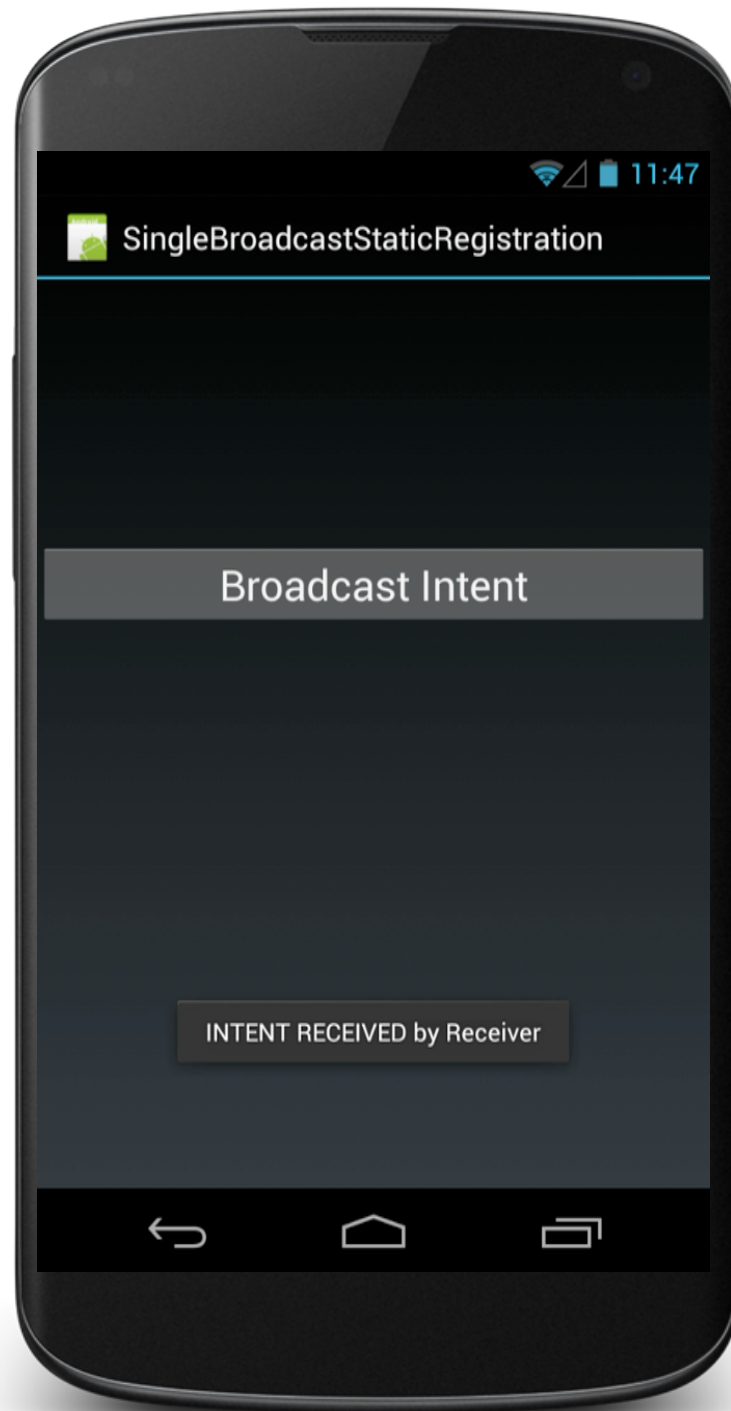 11:47
SingleBroadcastStaticRegistration
Broadcast Intent
INTENT RECEIVED by Receiver